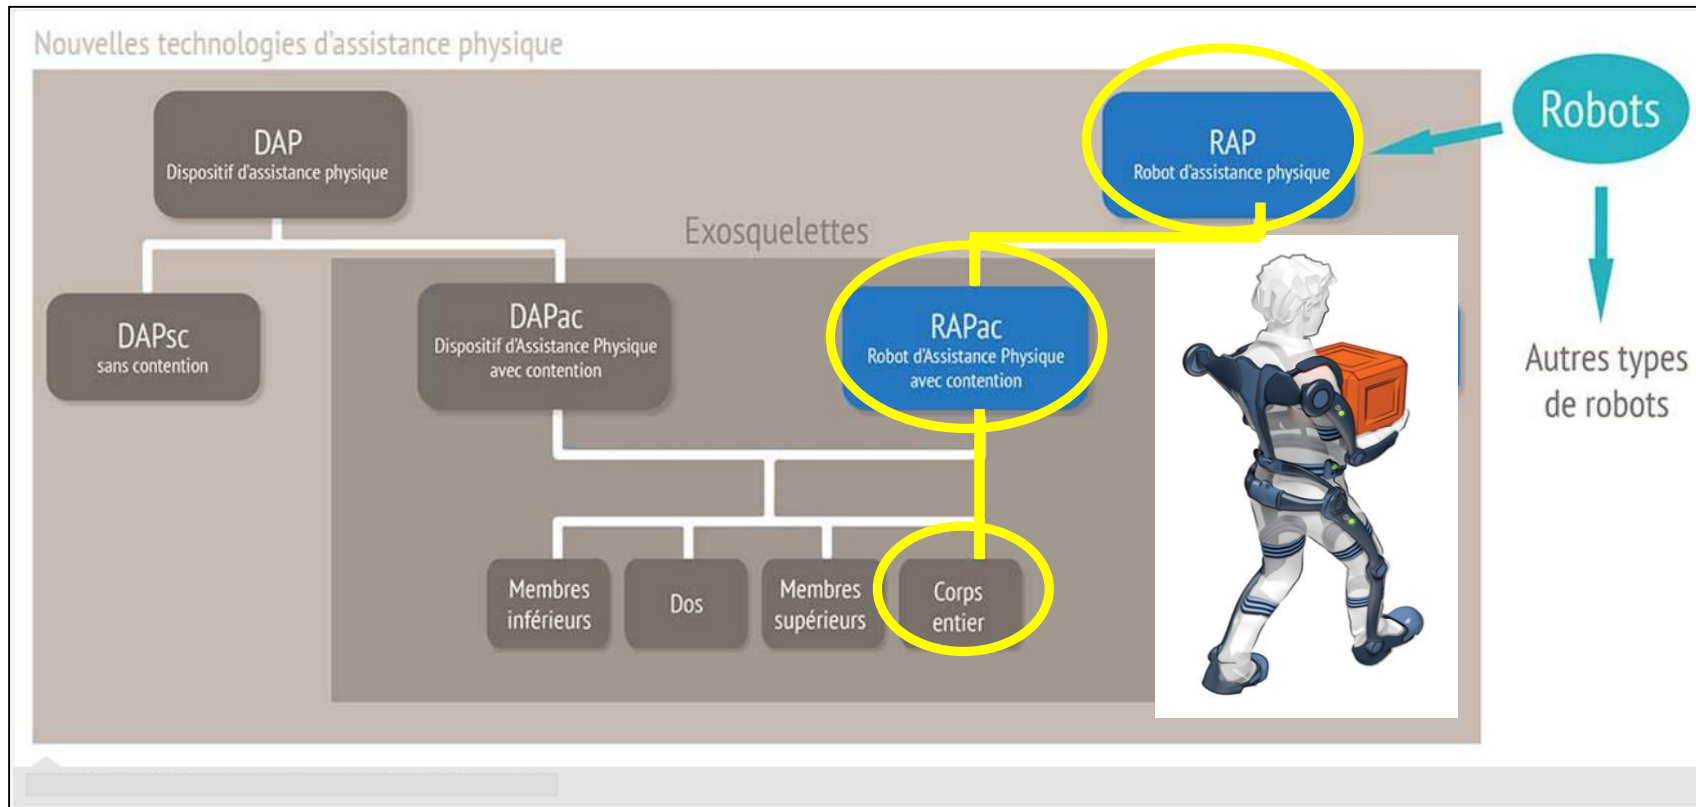 Nouvelles technologies d'assistance physique
DAP
Dispositif d'assistance physique
RAP
Robot d'assistance physique
Robots
Exosquelettes
DAPsc
sans contention
DAPac
Dispositif d'Assistance Physique
avec contention
RAPac
Robot d'Assistance Physique
avec contention
Autres types
de robots
Membres
inférieurs
Dos
Membres
supérieurs
Corps
entier